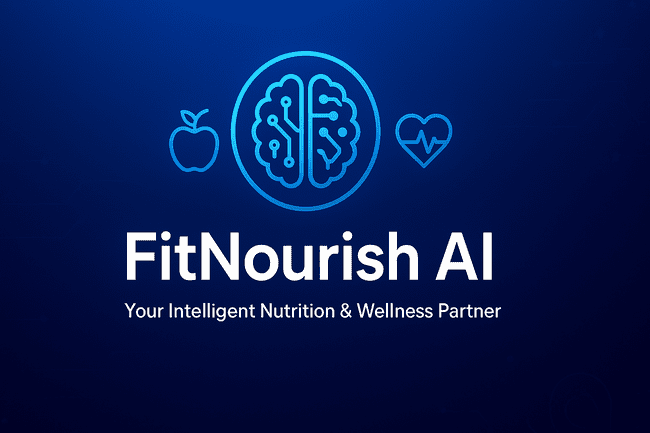 FitNourish AI
Your Intelligent Nutrition & Wellness Partner